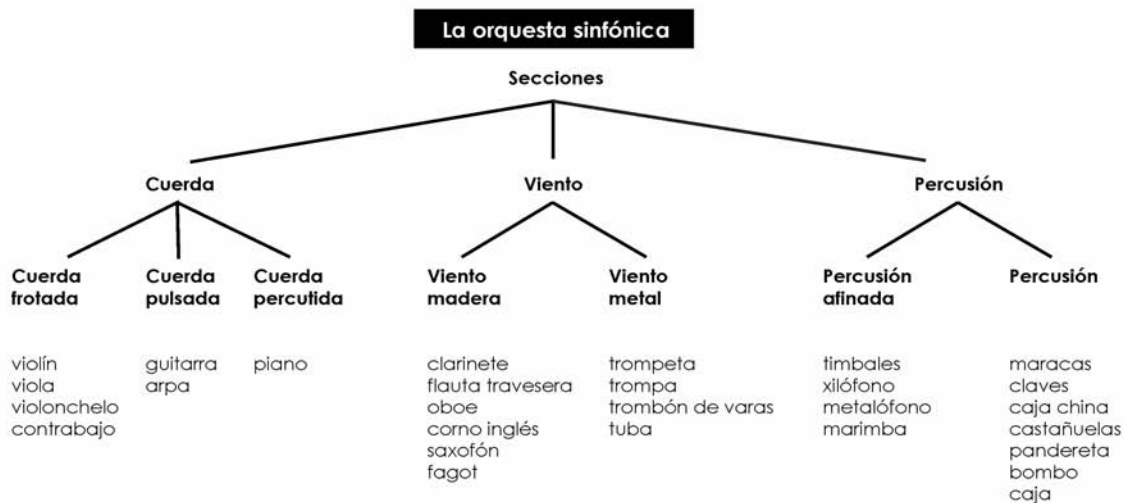 La orquesta sinfónica
Secciones
Cuerda
Viento
Percusión
Cuerda
frotada
Cuerda
pulsada
Cuerda
percutida
Viento
madera
Viento
metal
Percusión
afinada
Percusión
violín
viola
violonchelo
contrabajo
guitarra
arpa
piano
clarinete
flauta travesera
oboe
corno inglés
saxofón
fagot
trompeta
trompa
trombón de varas
tuba
timbales
xilófono
metalófono
marimba
maracas
claves
caja china
castañuelas
pandereta
bombo
caja